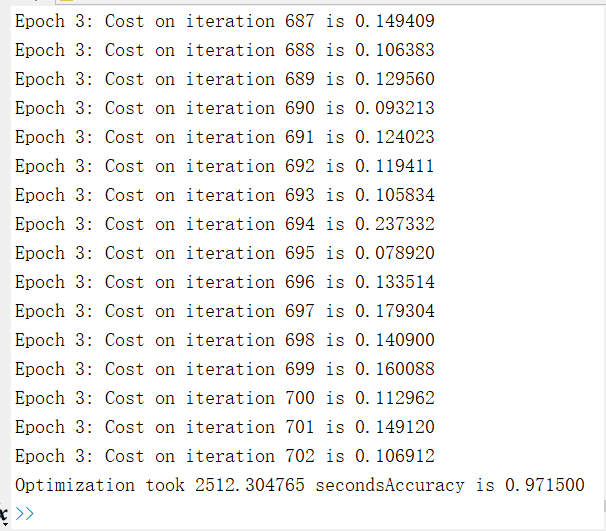 Epoch 3: Cost on iteration 687 is 0.149409
Epoch 3: Cost on iteration 688 is 0.106383
Epoch 3: Cost on iteration 689 is 0.129560
Epoch 3: Cost on iteration 690 is 0.093213
Epoch 3: Cost on iteration 691 is 0.124023
Epoch 3: Cost on iteration 692 is 0.119411
Epoch 3: Cost on iteration 693 is 0.105834
Epoch 3: Cost on iteration 694 is 0.237332
Epoch 3: Cost on iteration 695 is 0.078920
Epoch 3: Cost on iteration 696 is 0.133514
Epoch 3: Cost on iteration 697 is 0.179304
Epoch 3: Cost on iteration 698 is 0.140900
Epoch 3: Cost on iteration 699 is 0.160088
Epoch 3: Cost on iteration 700 is 0.112962
Epoch 3: Cost on iteration 701 is 0.149120
Epoch 3: Cost on iteration 702 is 0.106912
Optimization took 2512.304765 secondsAccuracy is 0.971500
>>